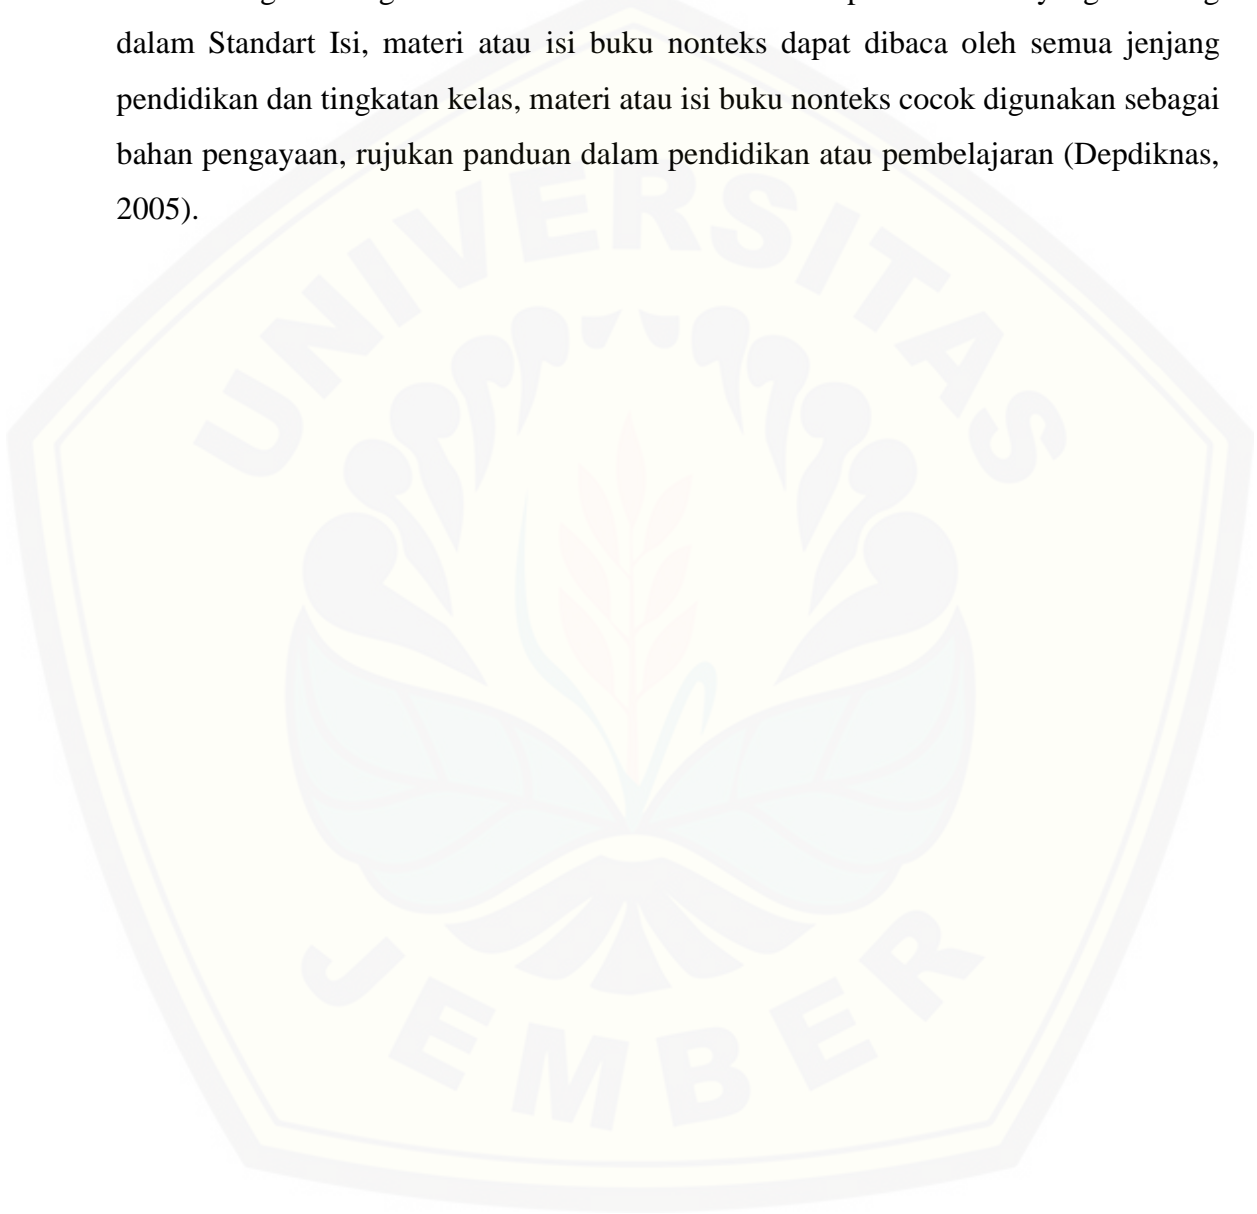 dalam Standart Isi, materi atau isi buku nonteks dapat dibaca oleh semua jenjang
pendidikan dan tingkatan kelas, materi atau isi buku nonteks cocok digunakan sebagai
bahan pengayaan, rujukan panduan dalam pendidikan atau pembelajaran (Depdiknas,
2005).
UNIVERSITAS
JEMBER